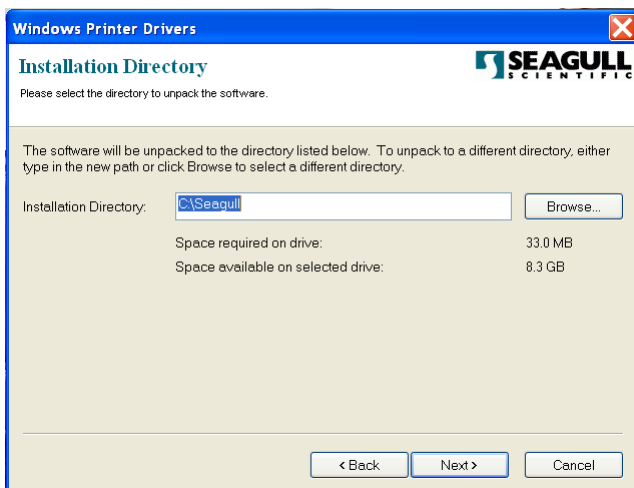 Windows Printer Drivers
Installation Directory
SEAGULL
SCIENTIFIC
Please select the directory to unpack the software.
The software will be unpacked to the directory listed below. To unpack to a different directory, either
type in the new path or click Browse to select a different directory.
Installation Directory: C:\Seagull Browse...
Space required on drive: 33.0 MB
Space available on selected drive: 8.3 GB
< Back Next > Cancel